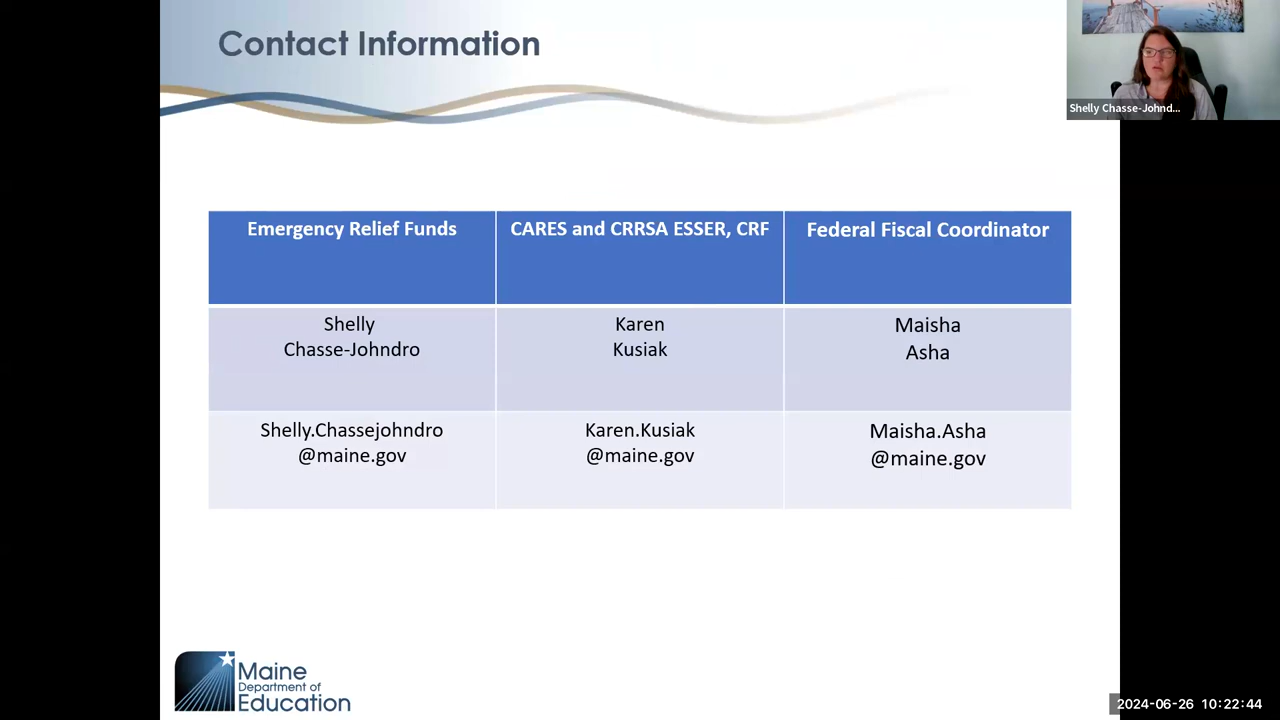 Contact Information
Shelly Chasse-Johnd...
Emergency Relief Funds
CARES and CRRSA ESSER, CRF
Federal Fiscal Coordinator
Shelly
Chasse-Johndro
Karen
Kusiak
Maisha
Asha
Shelly.Chassejohndro
@maine.gov
Karen.Kusiak
@maine.gov
Maisha.Asha
@maine.gov
Maine
Department of
Education
2024-06-26 10:22:44